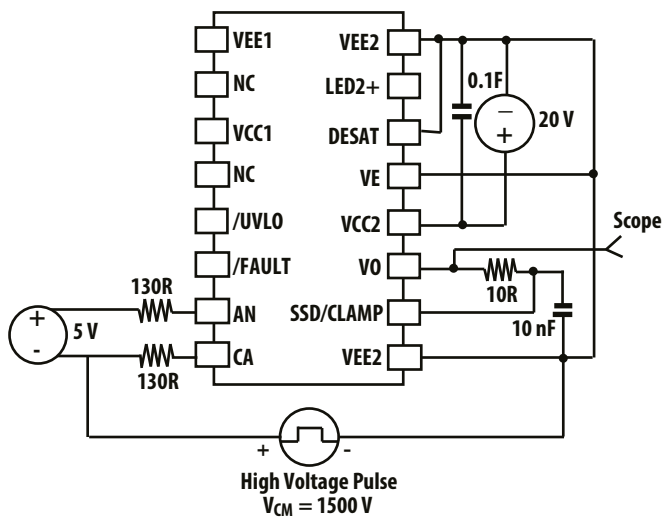 VEE1
VEE2
NC
LED2+
0.1F
VCC1
DESAT
−
+
20 V
NC
VE
/UVLO
VCC2
Scope
/FAULT
VO
130R
10R
+
5 V
-
AN
SSD/CLAMP
10 nF
CA
VEE2
130R
+
-
High Voltage Pulse
VCM = 1500 V